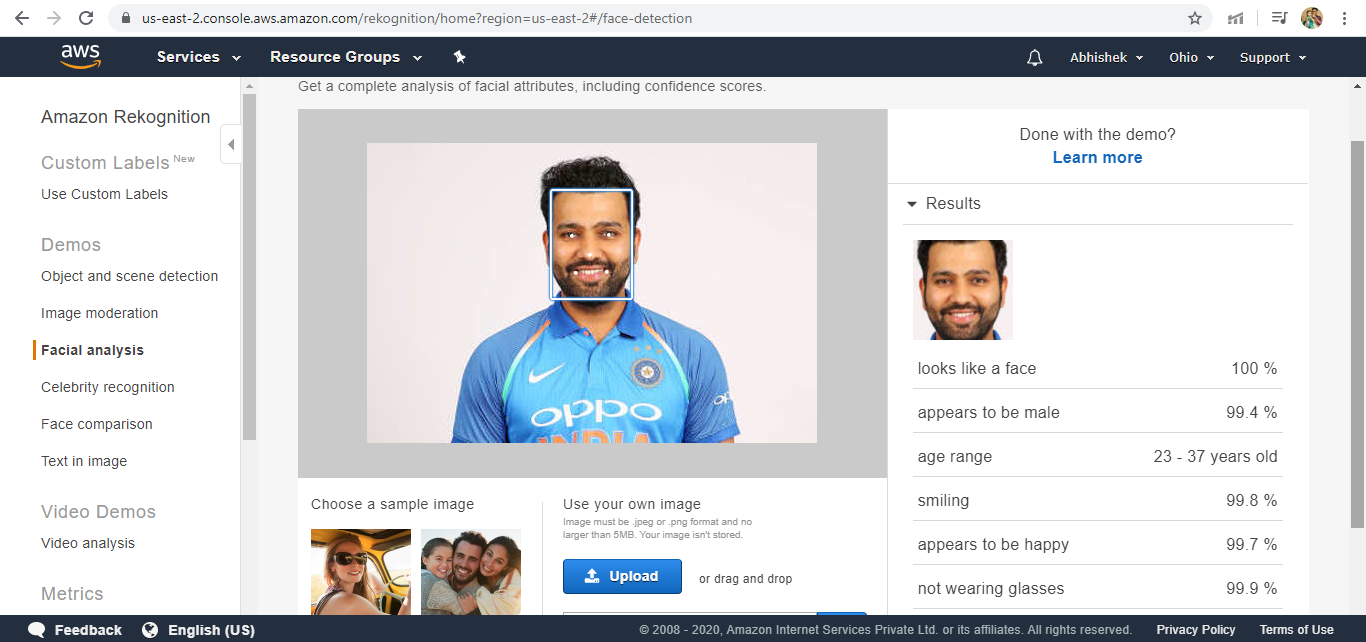 us-east-2.console.aws.amazon.com/rekognition/home?region=us-east-2#/face-detection
aws
Services
Resource Groups
Abhishek
Ohio
Support
Amazon Rekognition
Custom Labels New
Use Custom Labels
Demos
Object and scene detection
Image moderation
Facial analysis
Celebrity recognition
Face comparison
Text in image
Video Demos
Video analysis
Metrics
Get a complete analysis of facial attributes, including confidence scores.
oppo
INDIA
Choose a sample image
Use your own image
Image must be .jpeg or .png format and no
larger than 5MB. Your image isn't stored.
Upload
or drag and drop
Done with the demo?
Learn more
Results
looks like a face 100 %
appears to be male 99.4 %
age range 23 - 37 years old
smiling 99.8 %
appears to be happy 99.7 %
not wearing glasses 99.9 %
Feedback
English (US)
© 2008 - 2020, Amazon Internet Services Private Ltd. or its affiliates. All rights reserved.
Privacy Policy
Terms of Use